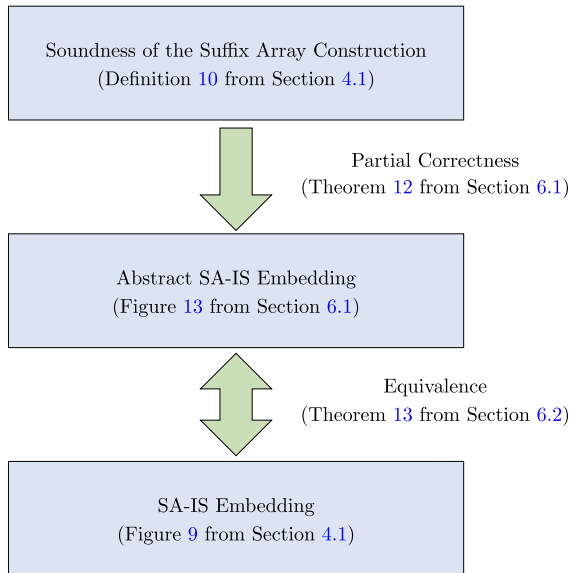 Soundness of the Suffix Array Construction
(Definition 10 from Section 4.1)
Partial Correctness
(Theorem 12 from Section 6.1)
Abstract SA-IS Embedding
(Figure 13 from Section 6.1)
Equivalence
(Theorem 13 from Section 6.2)
SA-IS Embedding
(Figure 9 from Section 4.1)